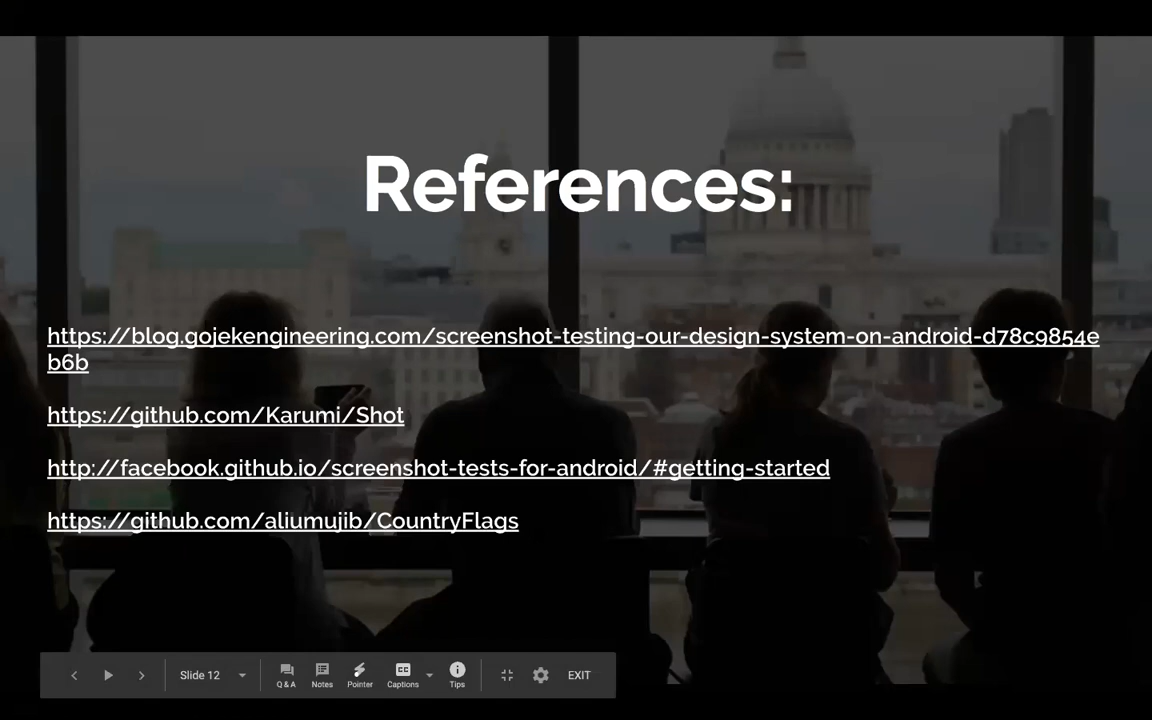 References:
https://blog.gojekengineering.com/screenshot-testing-our-design-system-on-android-d78c9854e
b6b
https://github.com/Karumi/Shot
http://facebook.github.io/screenshot-tests-for-android/#getting-started
https://github.com/aliumujib/CountryFlags
Slide 12 Q & A Notes Pointer CC Captions Tips EXIT